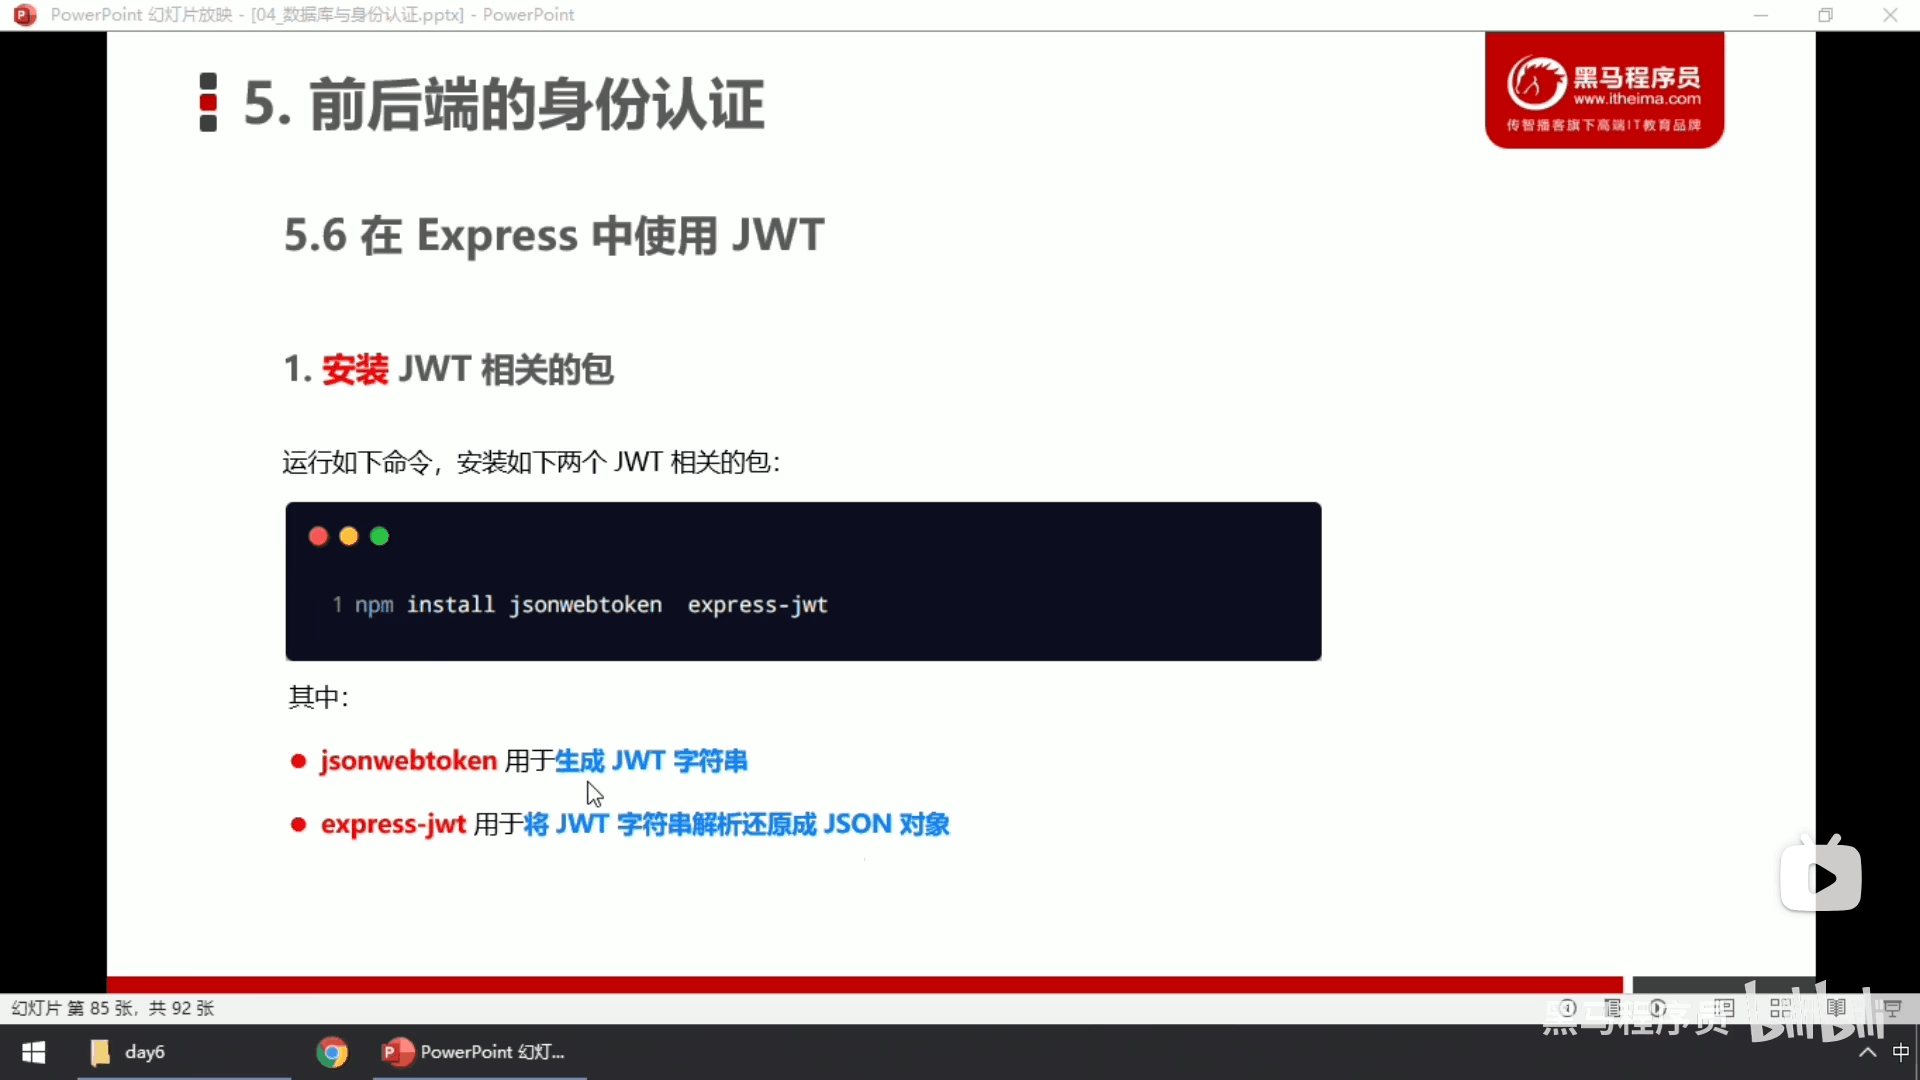 PowerPoint 幻灯片放映 - [04_数据库与身份认证.pptx] - PowerPoint
5. 前后端的身份认证
黑马程序员
www.itheima.com
传智播客旗下高端IT教育品牌
5.6 在 Express 中使用 JWT
1. 安装 JWT 相关的包
运行如下命令，安装如下两个 JWT 相关的包：
1 npm install jsonwebtoken  express-jwt
其中：
jsonwebtoken 用于生成 JWT 字符串
express-jwt 用于将 JWT 字符串解析还原成 JSON 对象
幻灯片 第 85 张，共 92 张
黑马程序员 bilibili
day6
PowerPoint 幻灯...
中